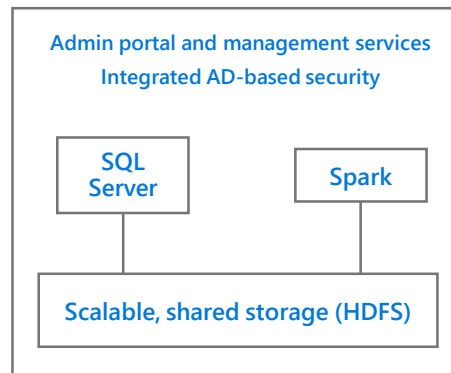 Admin portal and management services
Integrated AD-based security
SQL
Server
Spark
Scalable, shared storage (HDFS)